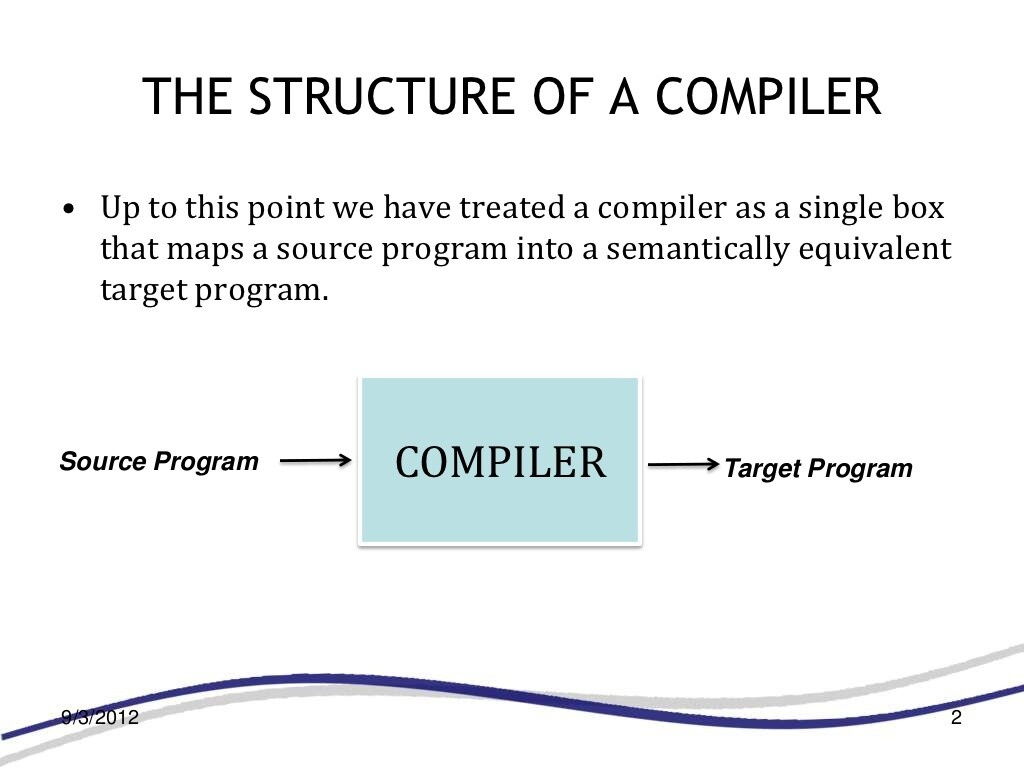 THE STRUCTURE OF A COMPILER
• Up to this point we have treated a compiler as a single box
that maps a source program into a semantically equivalent
target program.
Source Program
COMPILER
Target Program
9/3/2012
2